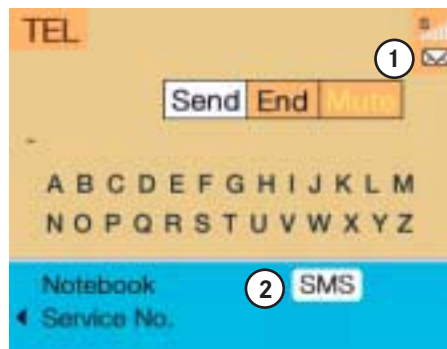 TEL
1
Send End Mute
A B C D E F G H I J K L M
N O P Q R S T U V W X Y Z
Notebook 2 SMS
Service No.